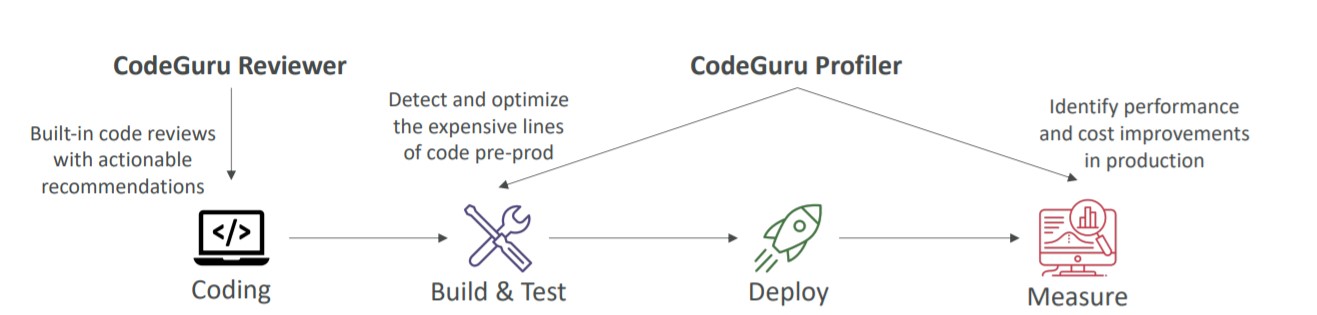 CodeGuru Reviewer
CodeGuru Profiler
Built-in code reviews
with actionable
recommendations
Detect and optimize
the expensive lines
of code pre-prod
Identify performance
and cost improvements
in production
</>
Coding
Build & Test
Deploy
Measure